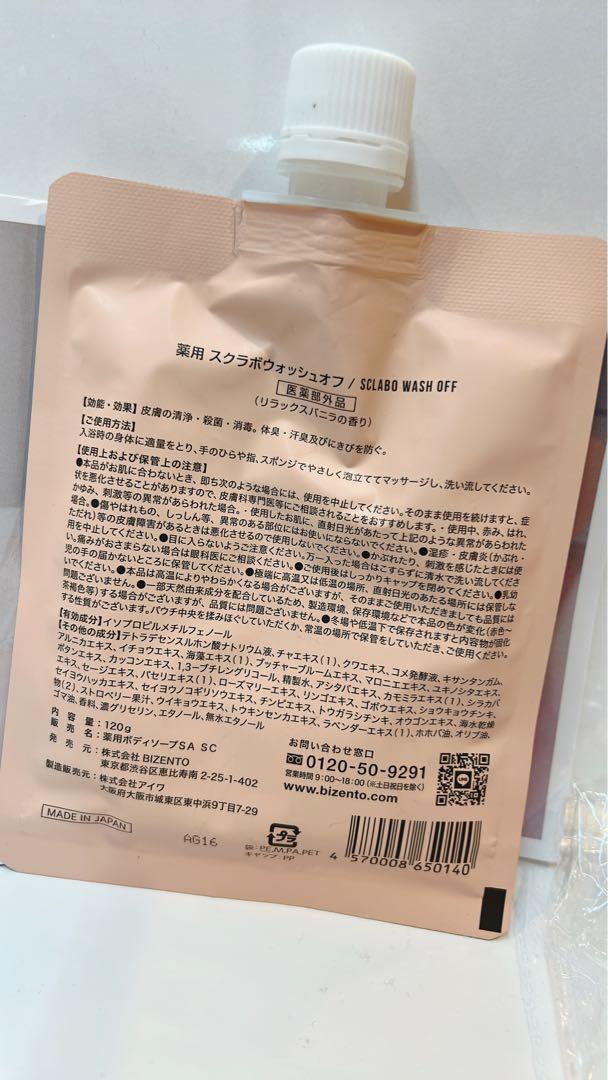 薬用 スクラボウォッシュオフ / SCLABO WASH OFF
医薬部外品
(リラックスバニラの香り)
【効能・効果】皮膚の清浄・殺菌・消毒。体臭・汗臭及びにきびを防ぐ。
【ご使用方法】
入浴時の身体に適量をとり、手のひらや指、スポンジでやさしく泡立ててマッサージし、洗い流してください。
【使用上および保管上の注意】
●本品がお肌に合わないとき、即ち次のような場合には、使用を中止してください。そのまま使用を続けますと、症
状を悪化させることがありますので、皮膚科専門医等にご相談されることをおすすめします。・使用中、赤み、はれ、
かゆみ、刺激等の異常があらわれた場合。・使用したお肌に、直射日光があたって上記のような異常があらわれた
場合。●傷やはれもの、しっしん等、異常のある部位にはお使いにならないでください。●湿疹・皮膚炎(かぶれ・
ただれ)等の皮膚障害があるときは悪化させるので使用しないでください。●かぶれたり、刺激を感じたときには使
用を中止してください。●目に入らないようご注意ください。万一入った場合はこすらずに清水で洗い流してくださ
い。痛みがおさまらない場合は眼科医にご相談ください。●ご使用後はしっかりキャップを閉めてください。●乳幼
児の手の届かないところに保管してください。●極端に高温又は低温の場所、直射日光のあたる場所には保管しな
いでください。●本品は高温によりやわらかくなる場合がございますが、そのままご使用いただきましても品質には
問題ございません。●一部天然由来成分を配合しているため、製造環境、保存環境などで本品の色が変化(赤色〜
茶褐色等)する場合がございますが、品質には問題ございません。●冬場や低温下で保存されますと内容物が固化
する性質がございます。パウチ中央を揉みほぐしていただくか、常温の場所で保管をしていただき、ご使用ください。
【有効成分】イソプロピルメチルフェノール
【その他の成分】テトラデセンスルホン酸ナトリウム液、チャエキス(1)、クワエキス、コメ発酵液、キサンタンガム、
アルニカエキス、イチョウエキス、海藻エキス(1)、ブッチャーブルームエキス、マロニエエキス、ユキノシタエキス、
ボタンエキス、カッコンエキス、1,3-ブチレングリコール、精製水、アシタバエキス、カミツレエキス(1)、シラカバ
エキス、セージエキス、パセリエキス(1)、ローズマリーエキス、リンゴエキス、ゴボウエキス、ショウキョウチンキ、
セイヨウハッカエキス、セイヨウノコギリソウエキス、チンピエキス、トウガラシチンキ、オウゴンエキス、海水乾燥
物(2)、ストロベリー果汁、ウイキョウエキス、トウキンセンカエキス、ラベンダーエキス(1)、ホホバ油、オリブ油、
ゴマ油、香料、濃グリセリン、エタノール、無水エタノール
内容量:120g
販売名:薬用ボディソープSA SC
発売元:株式会社 BIZENTO
東京都渋谷区恵比寿南 2-25-1-402
製造販売元:株式会社アイワ
大阪府大阪市城東区東中浜9丁目7-29
お問い合わせ窓口
0120-50-9291
営業時間 9:00〜18:00 (※土日祝日を除く)
www.bizento.com
MADE IN JAPAN
AG16
プラ
袋:PE,M,PA,PET
キャップ:PP
4 570008 650140